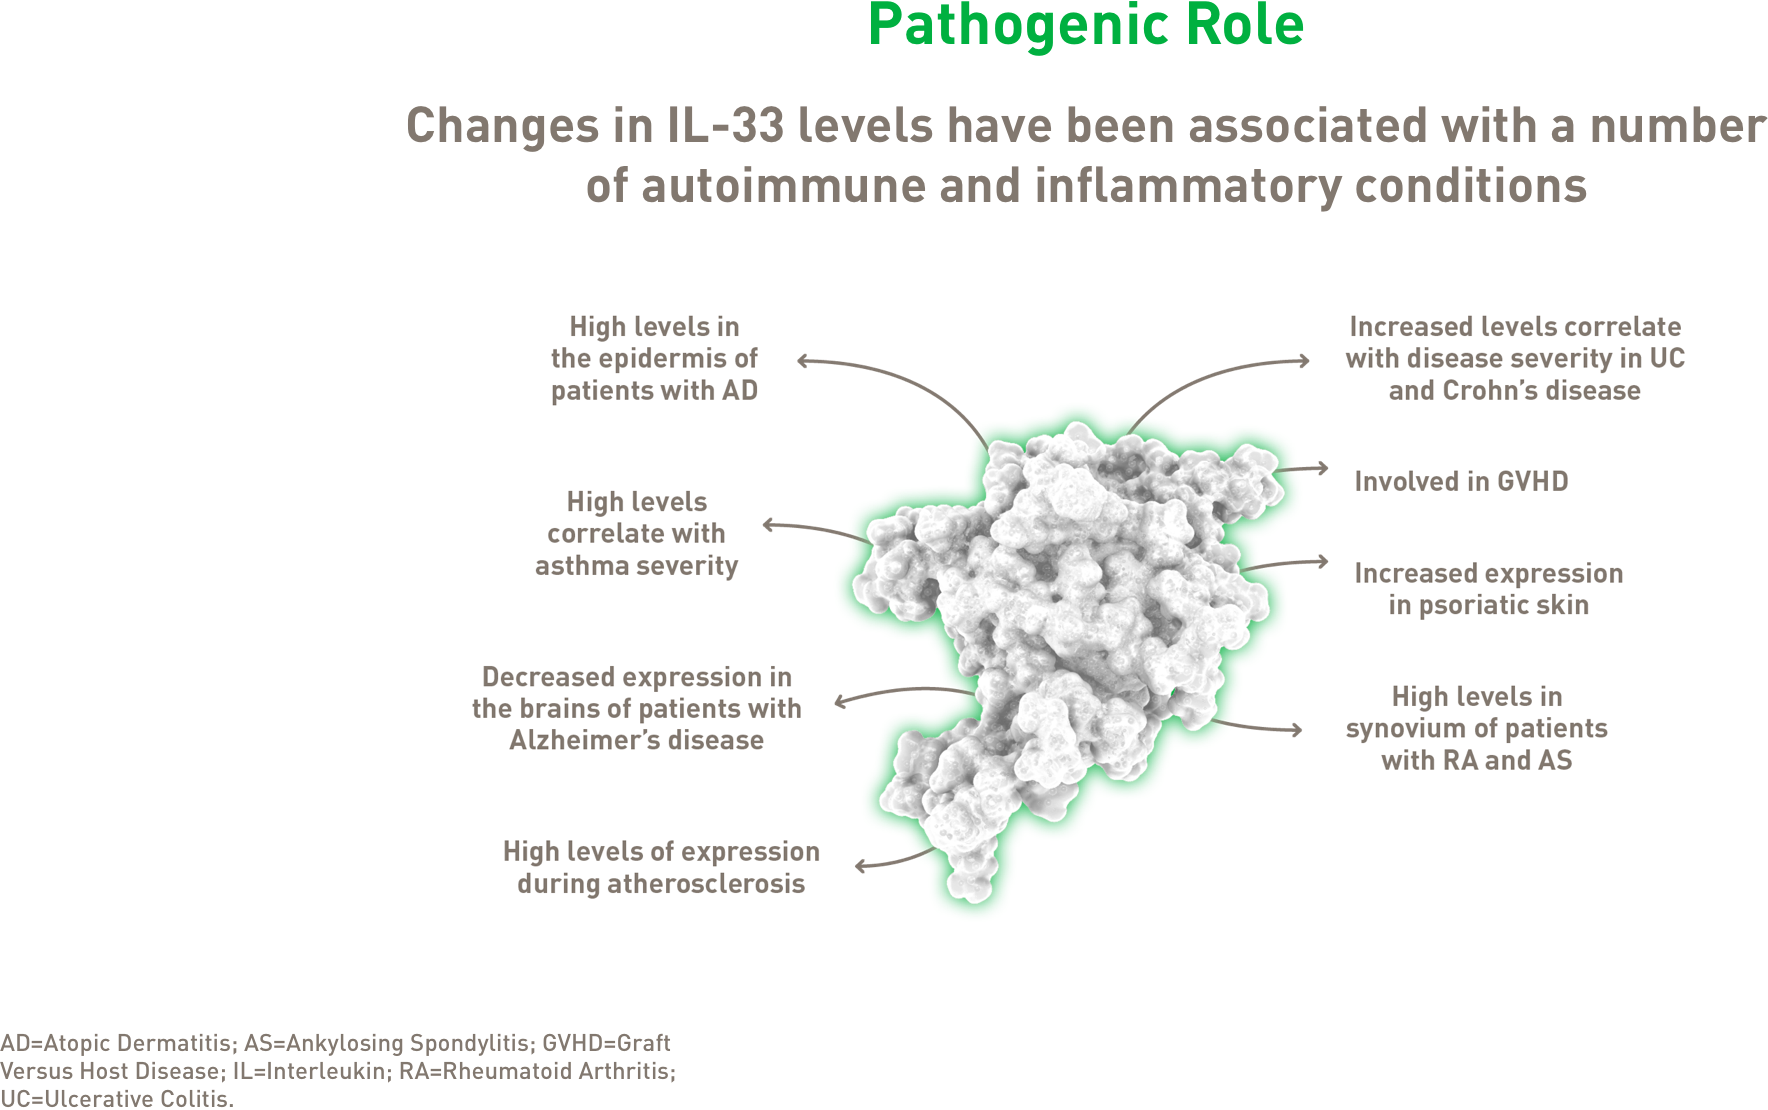 Pathogenic Role
Changes in IL-33 levels have been associated with a number
of autoimmune and inflammatory conditions
High levels in
the epidermis of
patients with AD
High levels
correlate with
asthma severity
Decreased expression in
the brains of patients with
Alzheimer’s disease
High levels of expression
during atherosclerosis
Increased levels correlate
with disease severity in UC
and Crohn’s disease
Involved in GVHD
Increased expression
in psoriatic skin
High levels in
synovium of patients
with RA and AS
AD=Atopic Dermatitis; AS=Ankylosing Spondylitis; GVHD=Graft
Versus Host Disease; IL=Interleukin; RA=Rheumatoid Arthritis;
UC=Ulcerative Colitis.